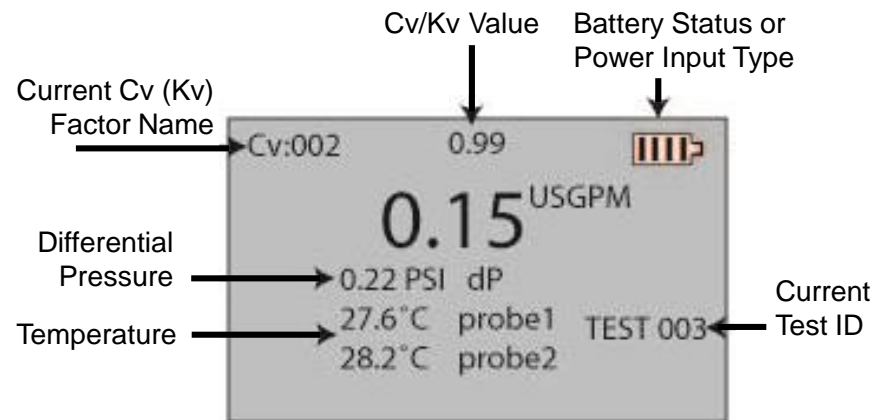 Cv/Kv Value
Battery Status or
Power Input Type
Current Cv (Kv)
Factor Name
Cv:002
0.99
0.15 USGPM
Differential
Pressure
0.22 PSI dP
Temperature
27.6°C probe1
28.2°C probe2
TEST 003
Current
Test ID